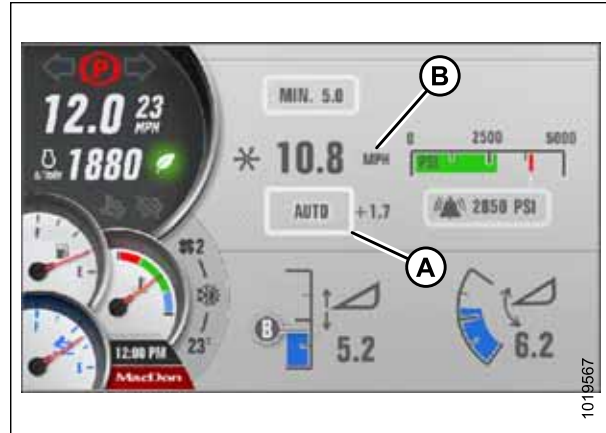 P
12.0 23
MPH
1880
MIN. 5.0
B
10.8 MPH
0 2500 5000
PSI
AUTO +1.7
2850 PSI
A
2
23°
F
E
F
E
12:00 PM
MacDon
B
5.2
6.2
1019567